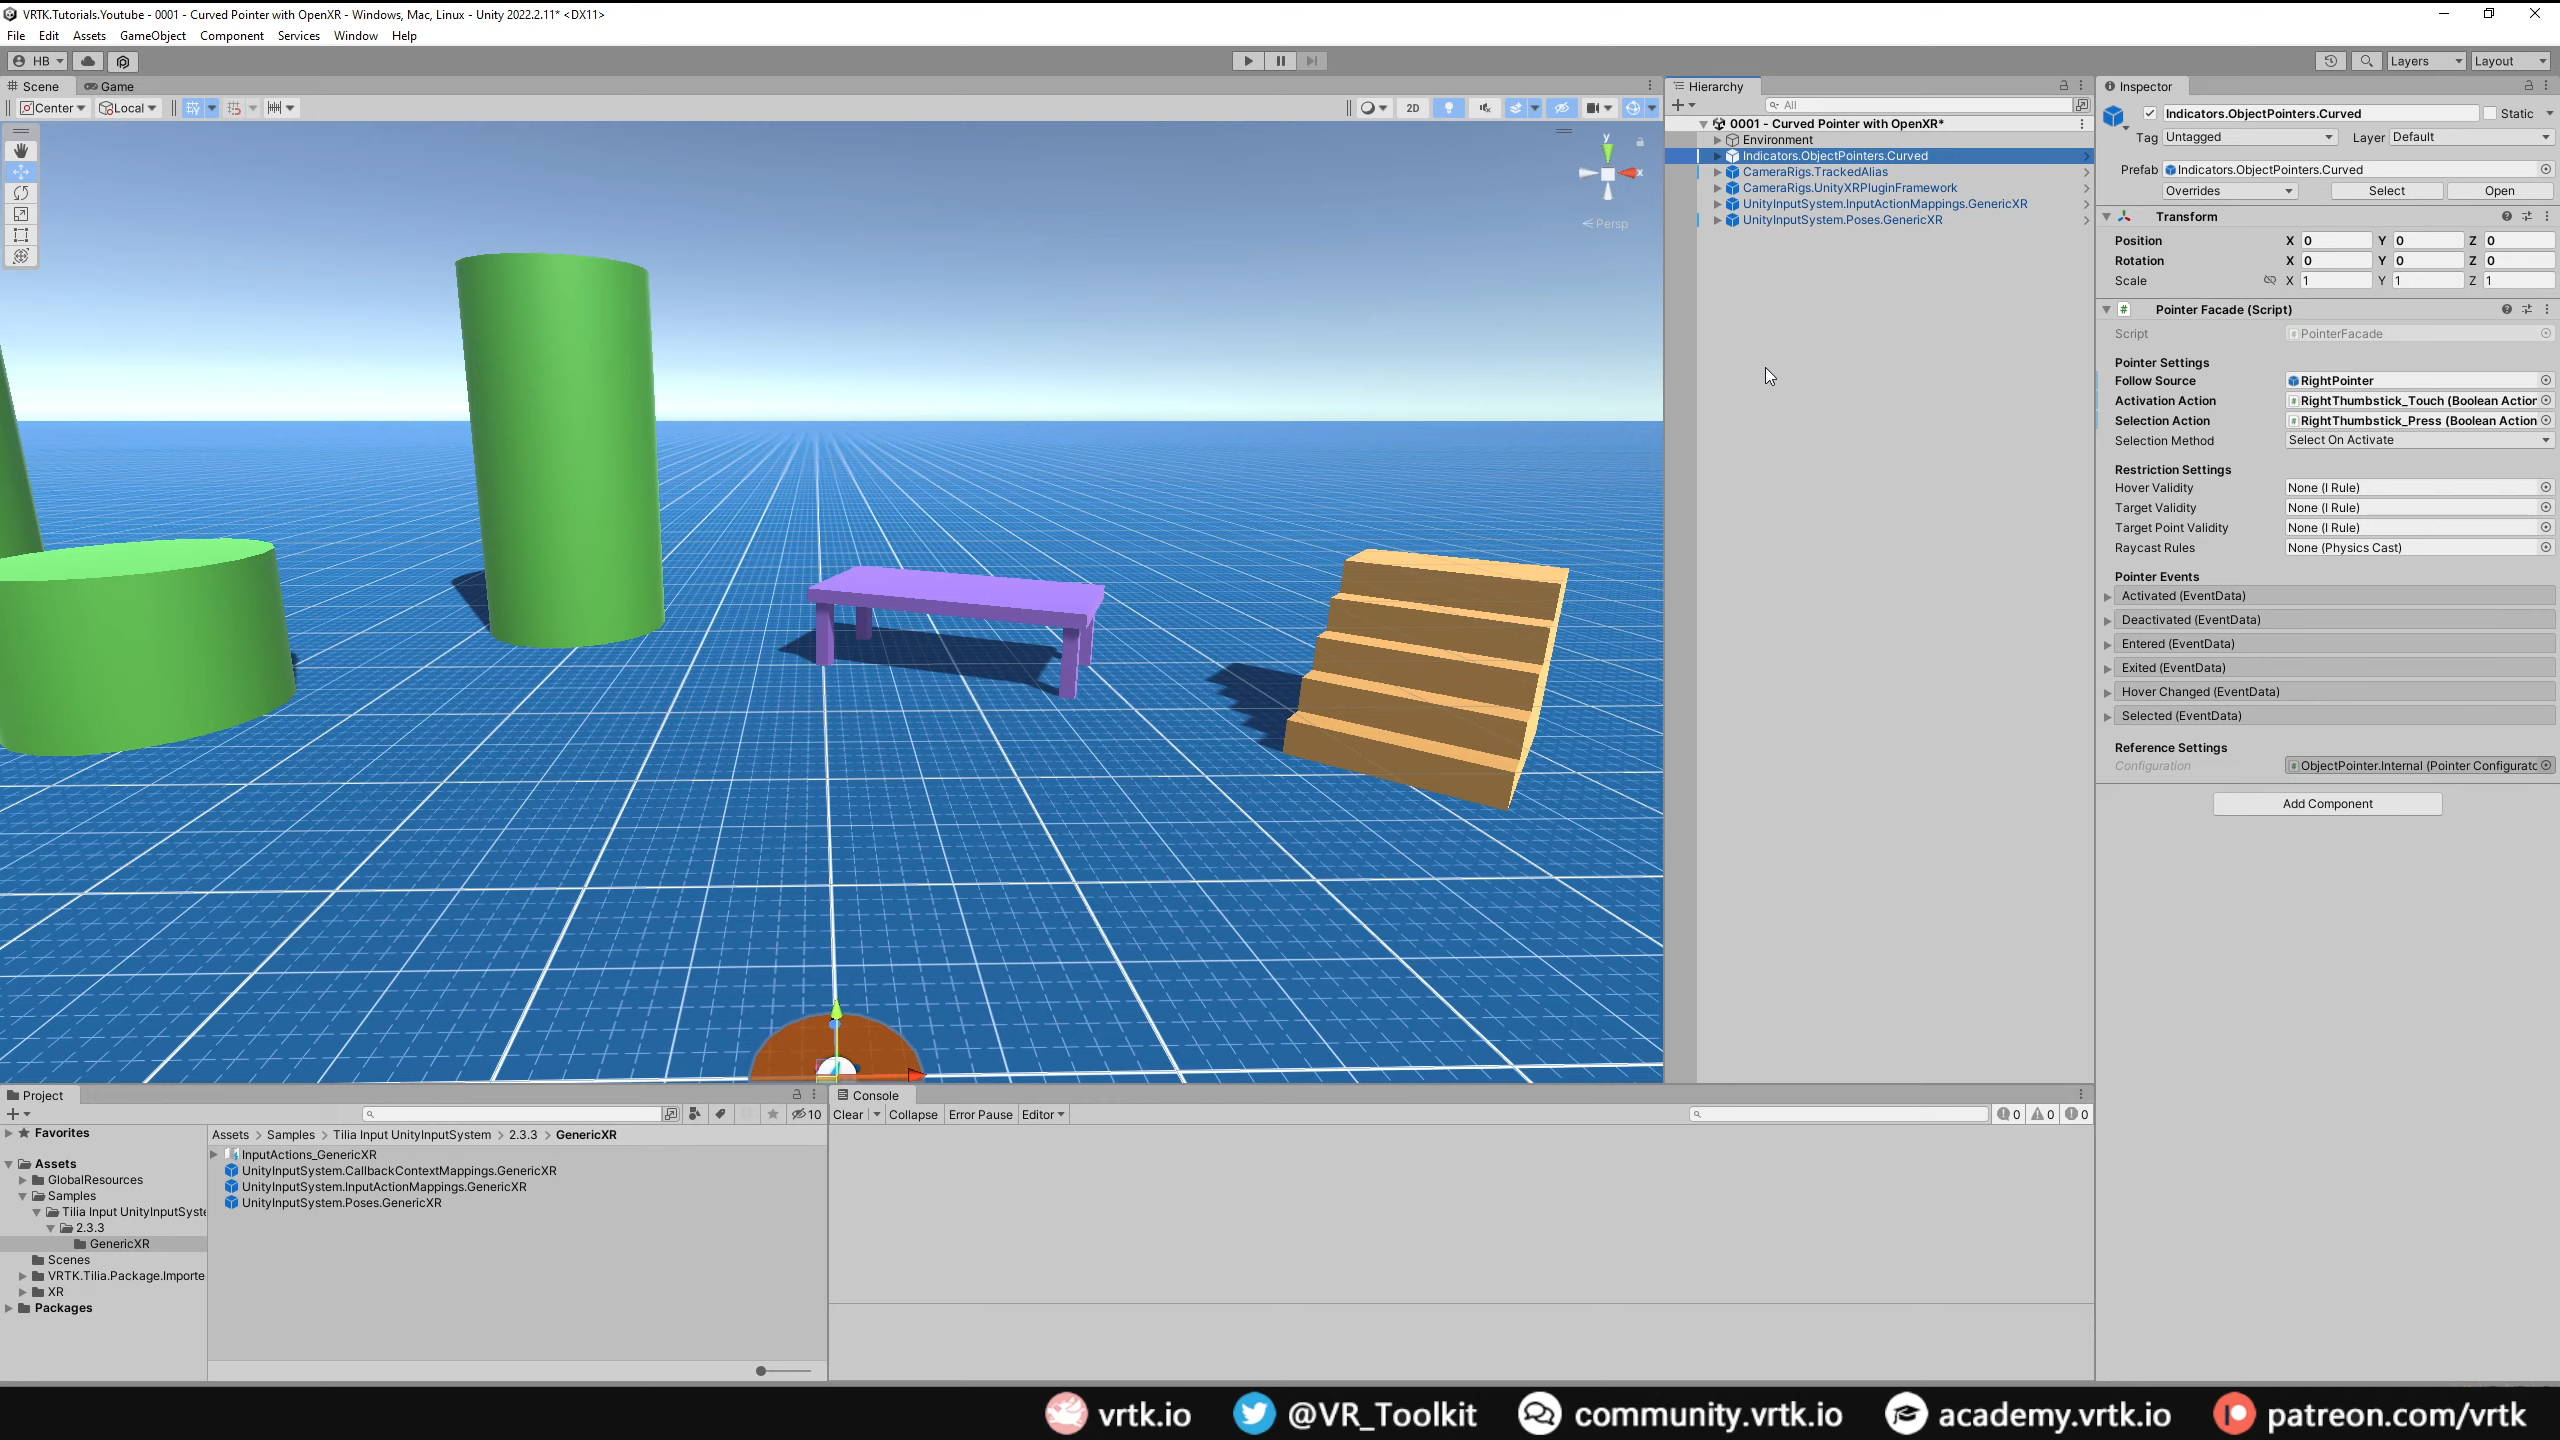 VRTK.Tutorials.Youtube - 0001 - Curved Pointer with OpenXR - Windows, Mac, Linux - Unity 2022.2.11* <DX11>
File Edit Assets GameObject Component Services Window Help
HB Layers Layout
Scene Game
Center Local 2D
y
x
Persp
Hierarchy
All
0001 - Curved Pointer with OpenXR*
Environment
Indicators.ObjectPointers.Curved
CameraRigs.TrackedAlias
CameraRigs.UnityXRPluginFramework
UnityInputSystem.InputActionMappings.GenericXR
UnityInputSystem.Poses.GenericXR
Inspector
Indicators.ObjectPointers.Curved Static
Tag Untagged Layer Default
Prefab Indicators.ObjectPointers.Curved
Overrides Select Open
Transform
Position X 0 Y 0 Z 0
Rotation X 0 Y 0 Z 0
Scale X 1 Y 1 Z 1
Pointer Facade (Script)
Script PointerFacade
Pointer Settings
Follow Source RightPointer
Activation Action RightThumbstick_Touch (Boolean Action
Selection Action RightThumbstick_Press (Boolean Action
Selection Method Select On Activate
Restriction Settings
Hover Validity None (I Rule)
Target Validity None (I Rule)
Target Point Validity None (I Rule)
Raycast Rules None (Physics Cast)
Pointer Events
Activated (EventData)
Deactivated (EventData)
Entered (EventData)
Exited (EventData)
Hover Changed (EventData)
Selected (EventData)
Reference Settings
Configuration ObjectPointer.Internal (Pointer Configurato
Add Component
Project
10
Favorites
Assets
GlobalResources
Samples
Tilia Input UnityInputSyste
2.3.3
GenericXR
Scenes
VRTK.Tilia.Package.Importe
XR
Packages
Assets > Samples > Tilia Input UnityInputSystem > 2.3.3 > GenericXR
InputActions_GenericXR
UnityInputSystem.CallbackContextMappings.GenericXR
UnityInputSystem.InputActionMappings.GenericXR
UnityInputSystem.Poses.GenericXR
Console
Clear Collapse Error Pause Editor 0 0 0
vrtk.io @VR_Toolkit community.vrtk.io academy.vrtk.io patreon.com/vrtk